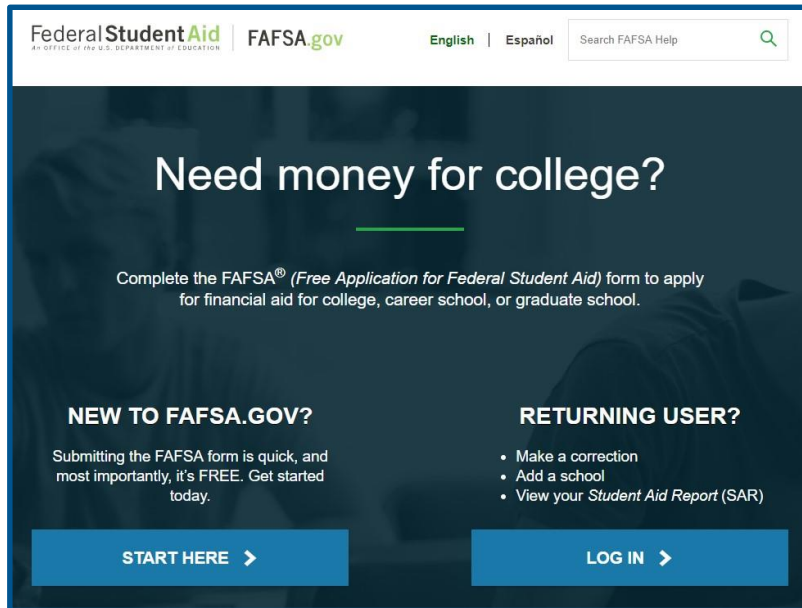 Federal Student Aid
An OFFICE of the U.S. DEPARTMENT of EDUCATION
FAFSA.gov
English | Español
Search FAFSA Help
Need money for college?
Complete the FAFSA® (Free Application for Federal Student Aid) form to apply
for financial aid for college, career school, or graduate school.
NEW TO FAFSA.GOV?
Submitting the FAFSA form is quick, and
most importantly, it's FREE. Get started
today.
START HERE
RETURNING USER?
• Make a correction
• Add a school
• View your Student Aid Report (SAR)
LOG IN